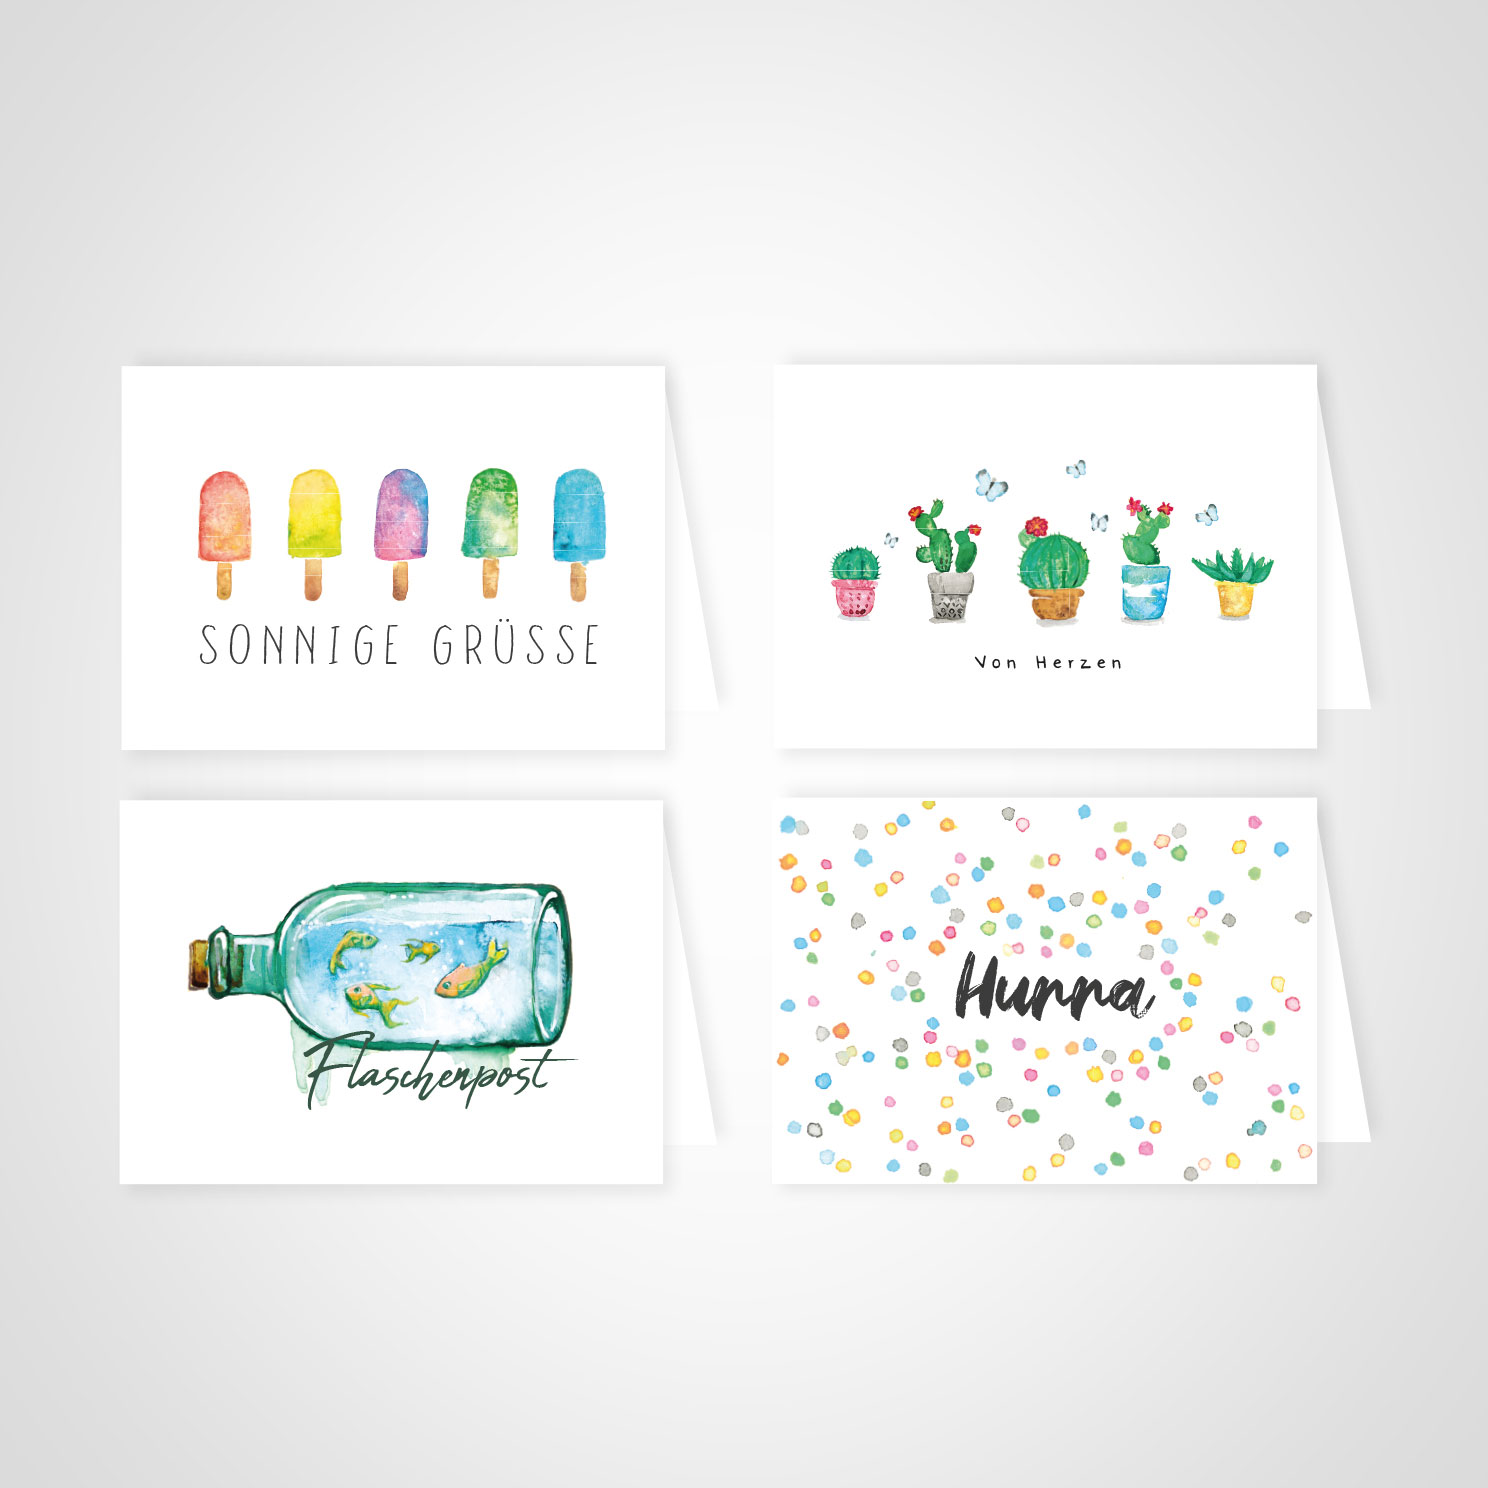 SONNIGE GRÜSSE
Von Herzen
Flaschenpost
Hurra